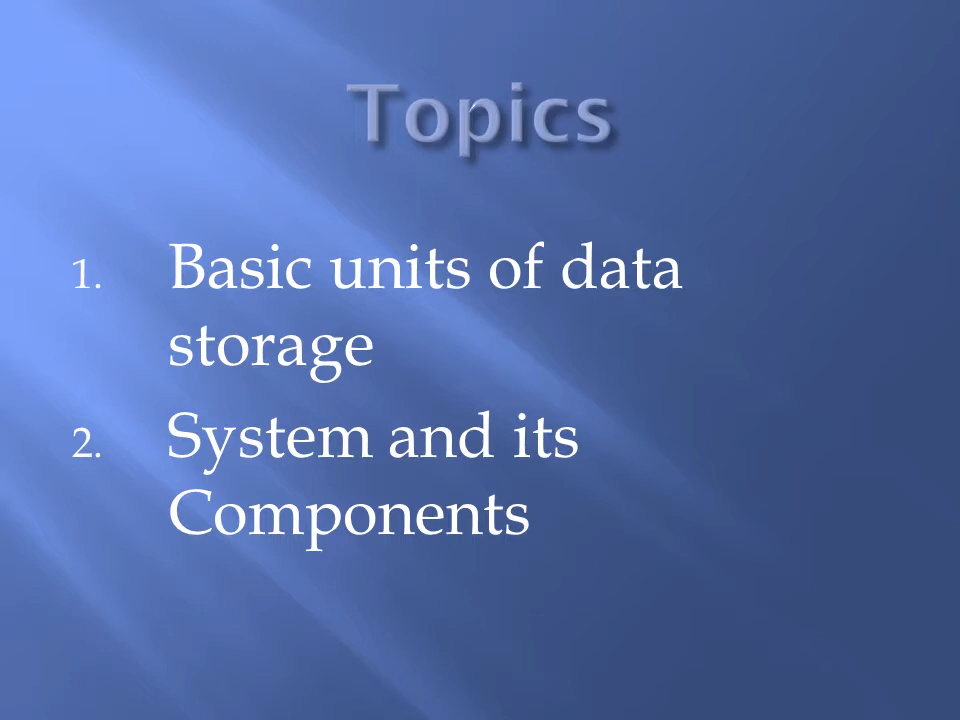 Topics
1. Basic units of data
storage
2. System and its
Components